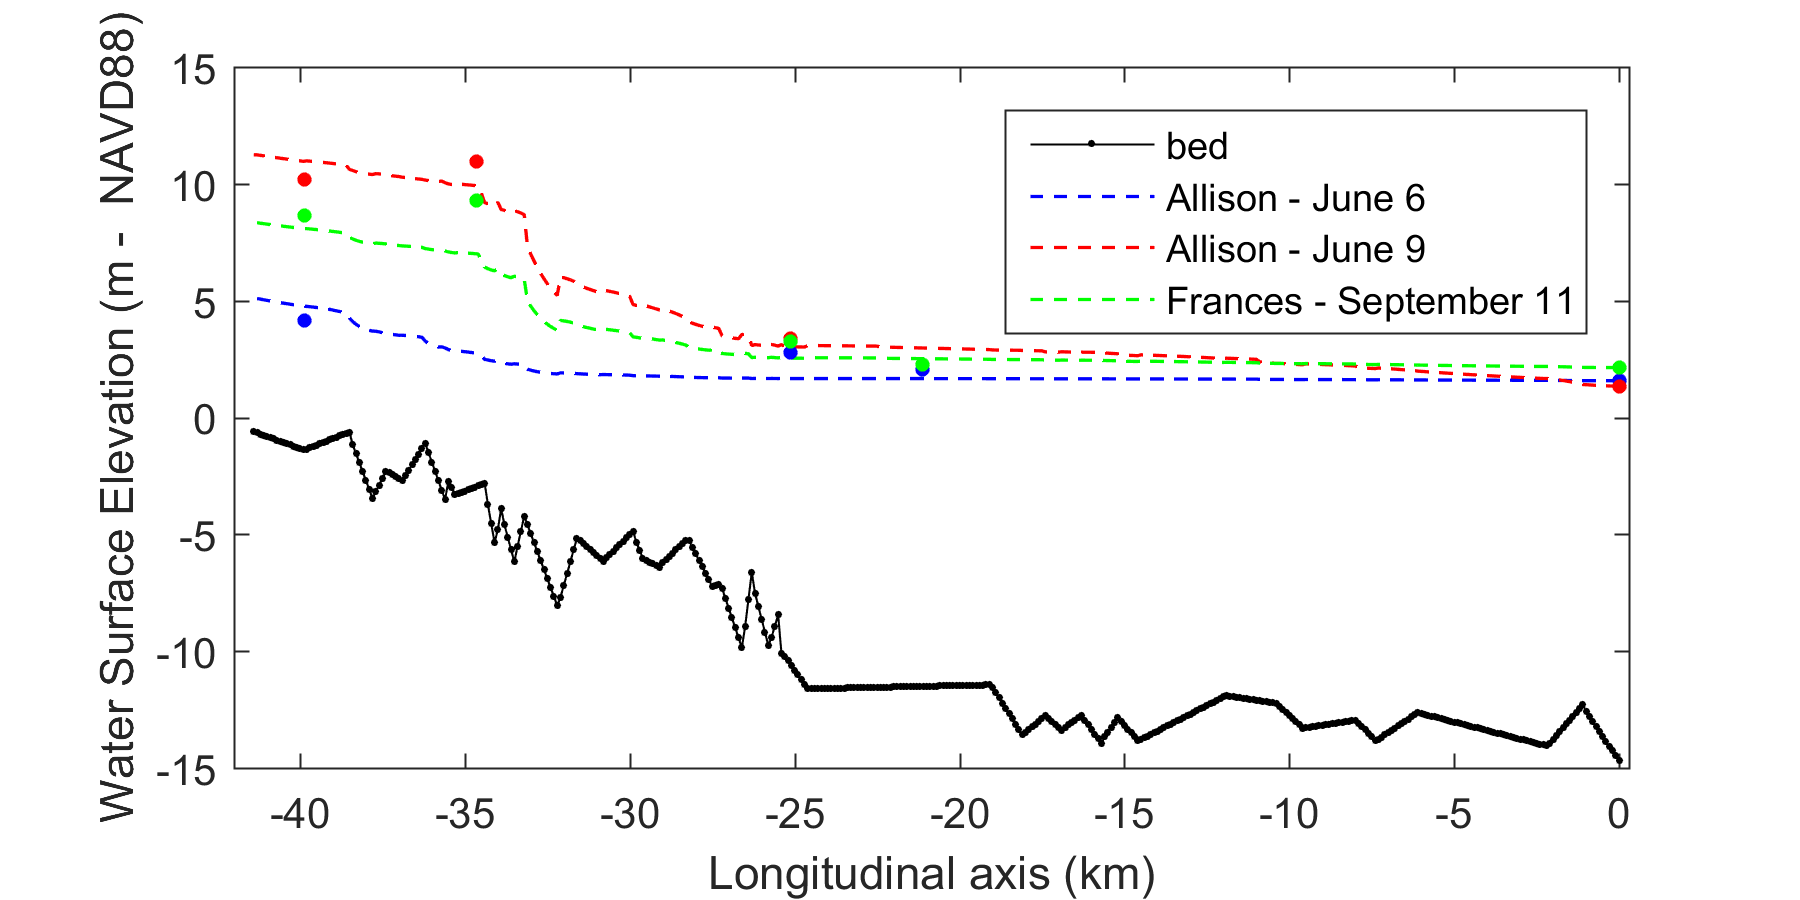 Water Surface Elevation (m - NAVD88)
15
10
5
0
-5
-10
-15
bed
Allison - June 6
Allison - June 9
Frances - September 11
-40 -35 -30 -25 -20 -15 -10 -5 0
Longitudinal axis (km)